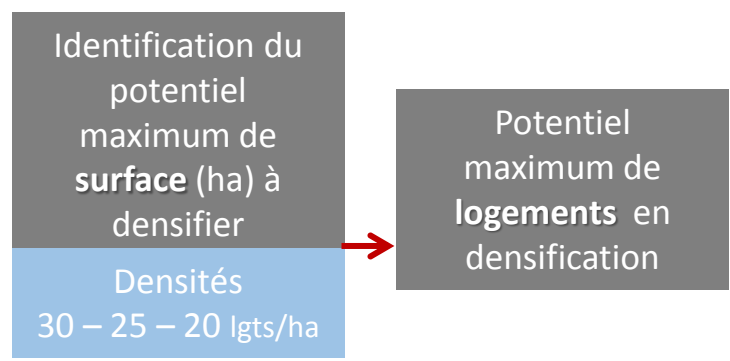 Identification du
potentiel
maximum de
surface (ha) à
densifier
Densités
30 – 25 – 20 lgts/ha
Potentiel
maximum de
logements en
densification